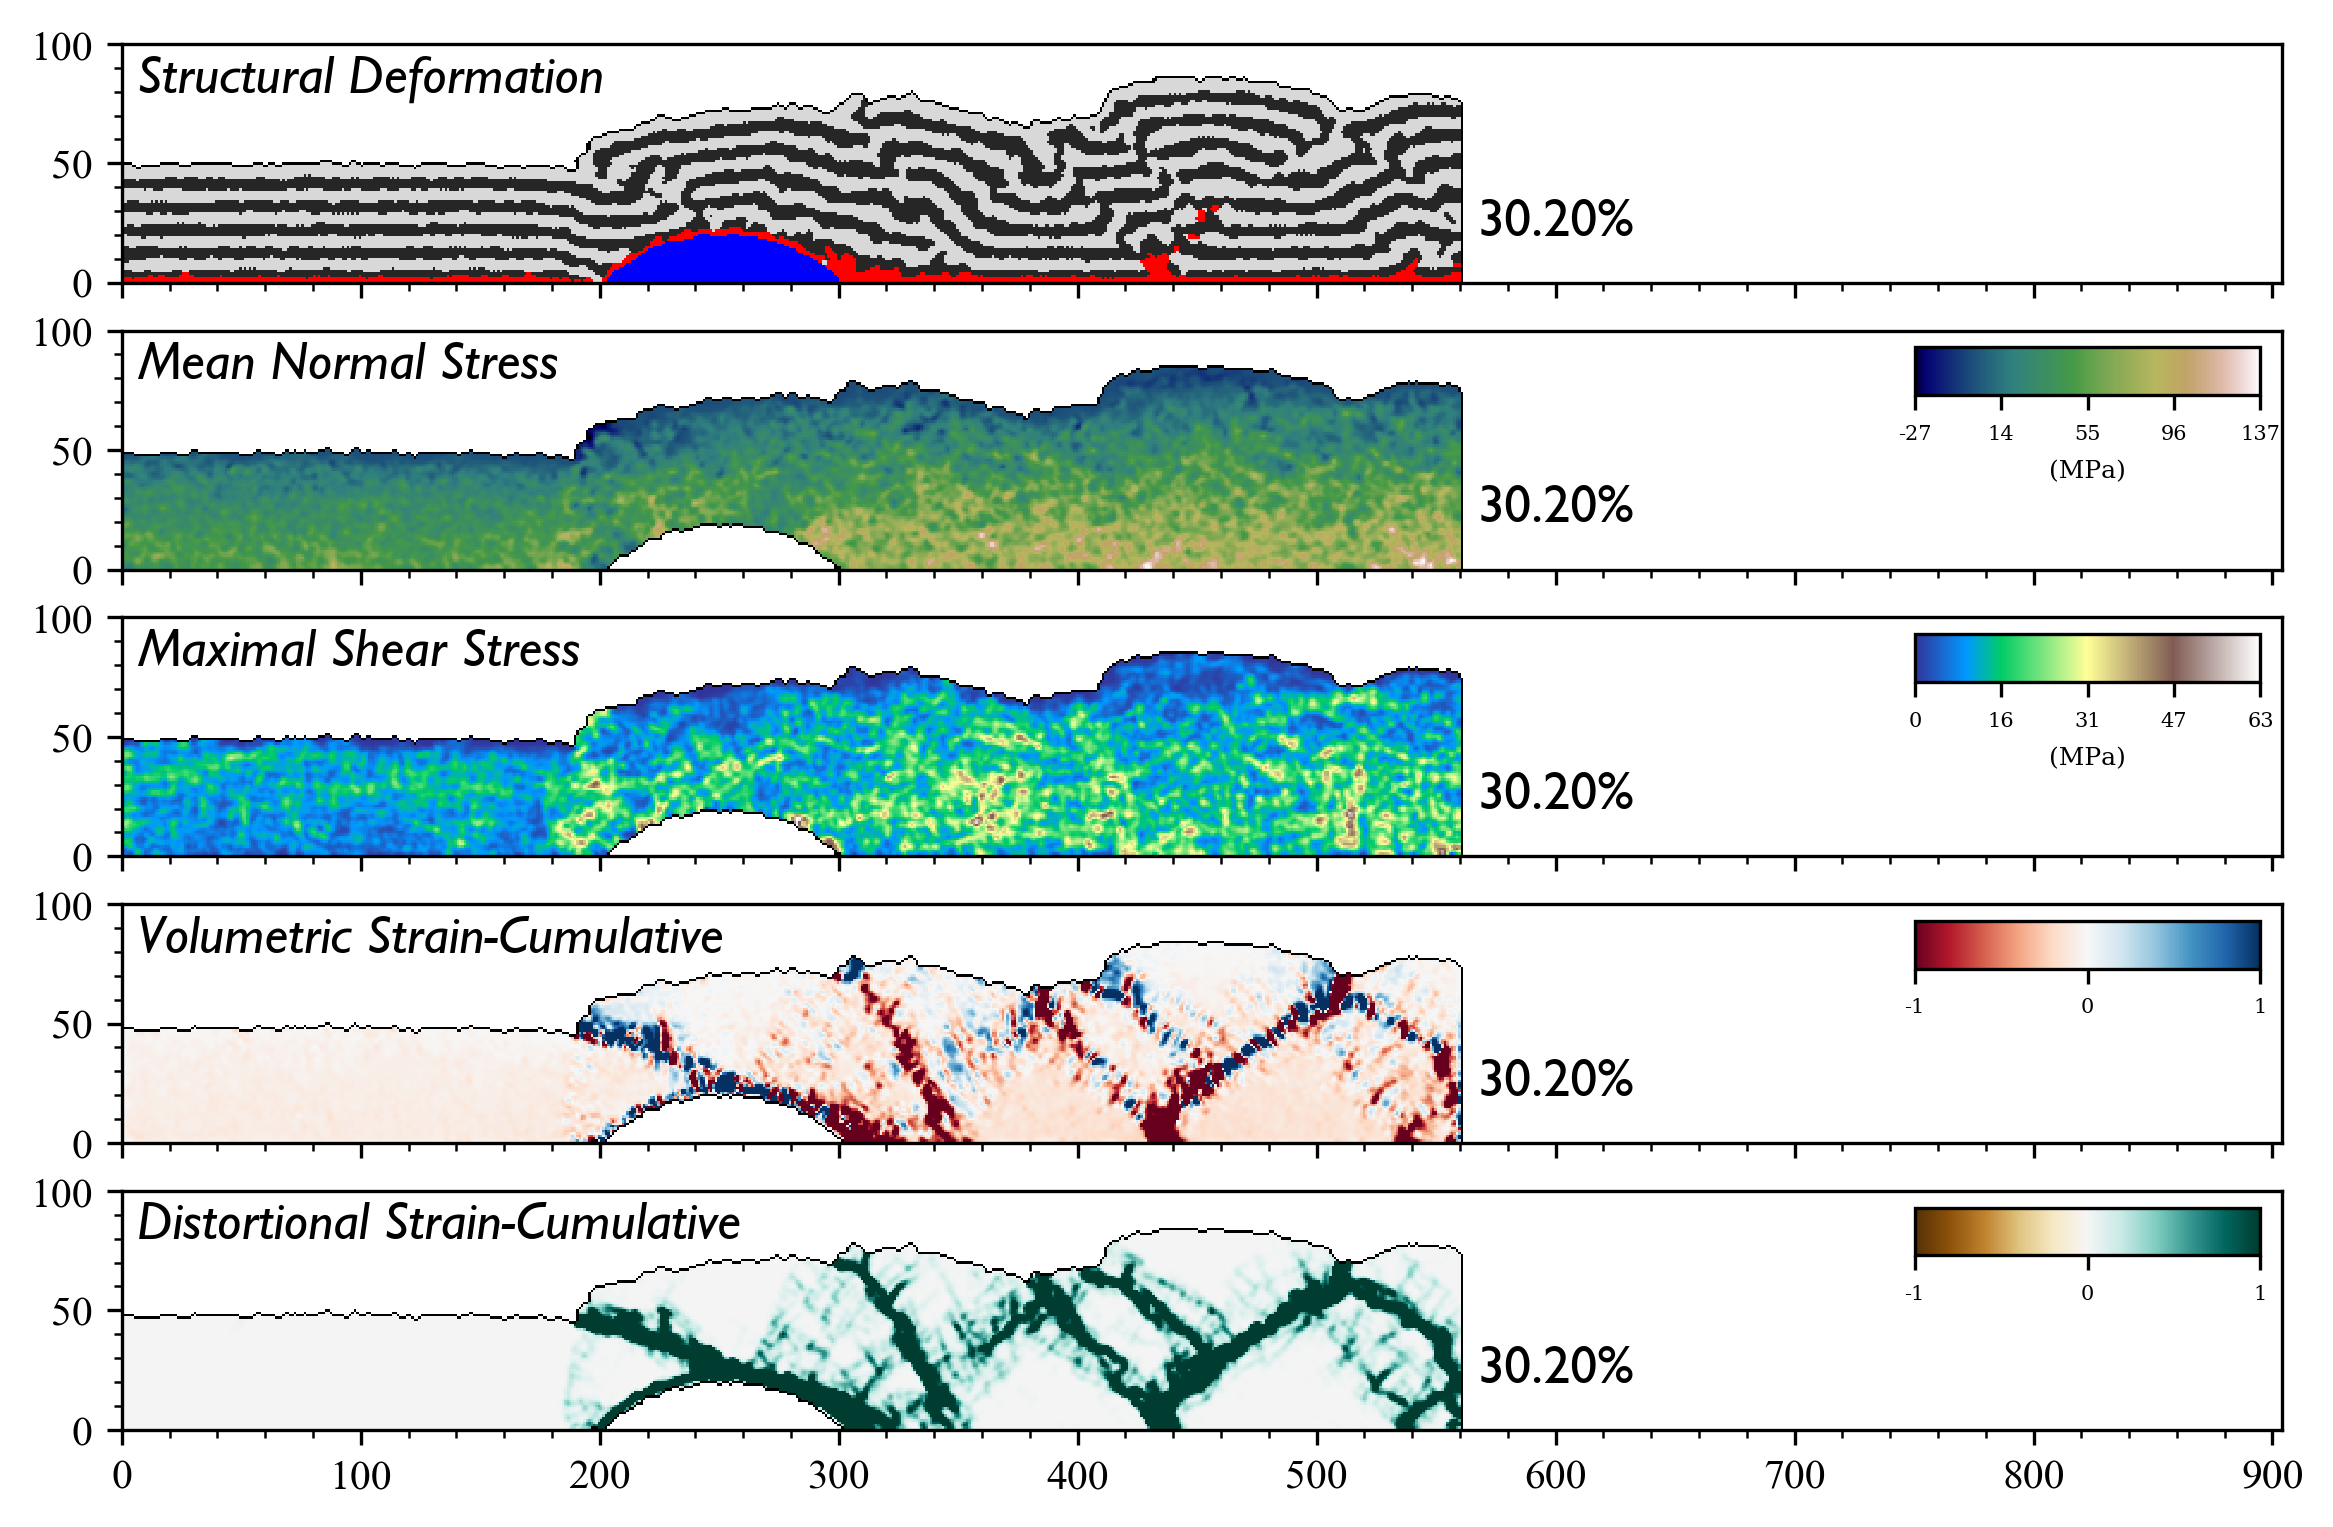 100
Structural Deformation
50
30.20%
0
100
Mean Normal Stress
-27 14 55 96 137
50
(MPa)
30.20%
0
100
Maximal Shear Stress
0 16 31 47 63
50
(MPa)
30.20%
0
100
Volumetric Strain-Cumulative
-1 0 1
50
30.20%
0
100
Distortional Strain-Cumulative
-1 0 1
50
30.20%
0
0 100 200 300 400 500 600 700 800 900